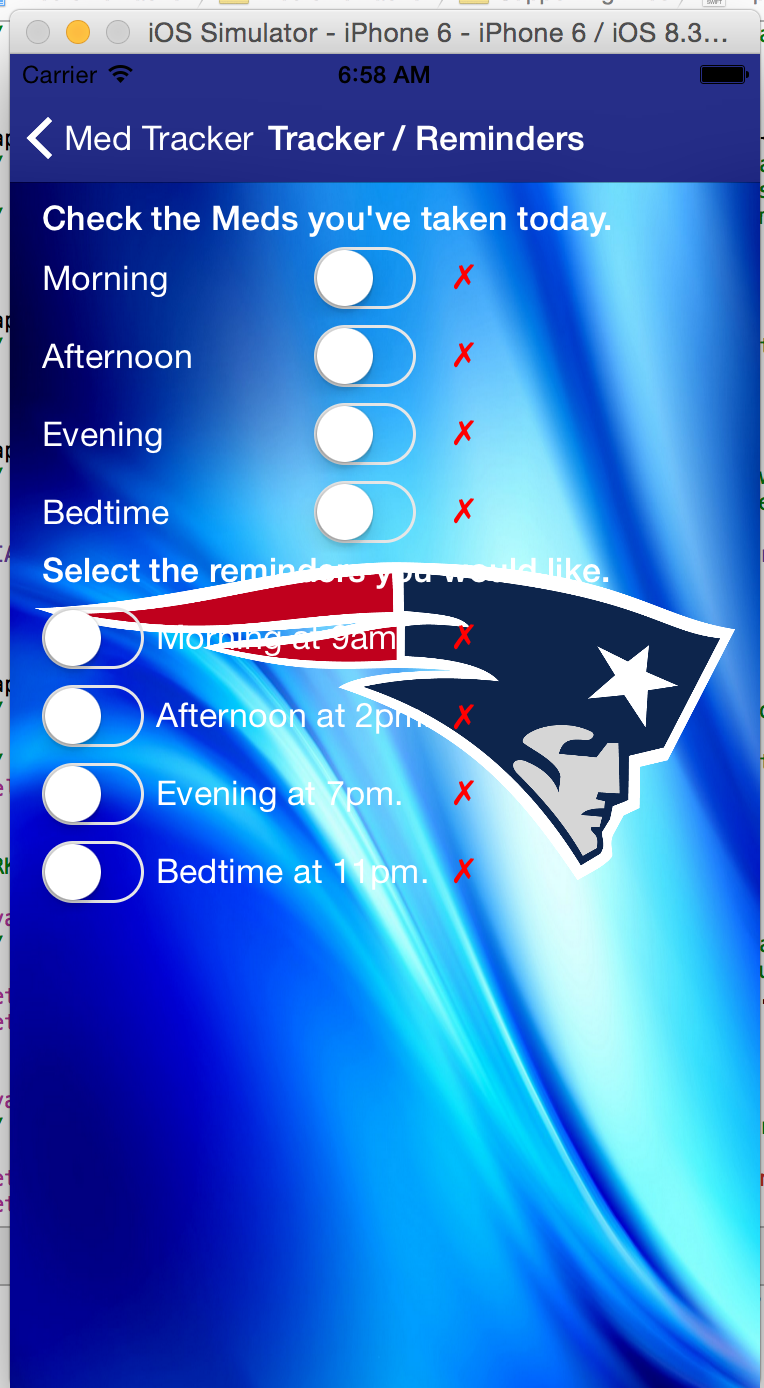 iOS Simulator - iPhone 6 - iPhone 6 / iOS 8.3...
Carrier 6:58 AM
Med Tracker Tracker / Reminders
Check the Meds you've taken today.
Morning ✗
Afternoon ✗
Evening ✗
Bedtime ✗
Select the reminders you would like.
Morning at 9am ✗
Afternoon at 2pm. ✗
Evening at 7pm. ✗
Bedtime at 11pm. ✗